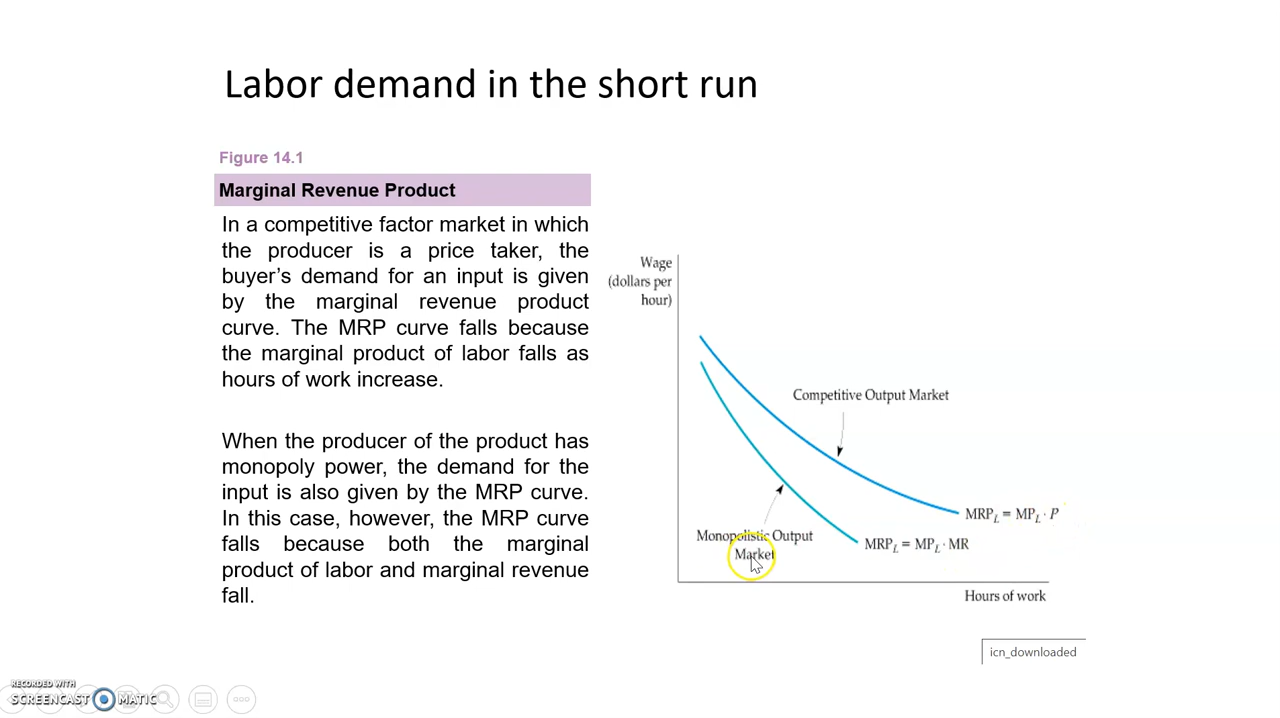 Labor demand in the short run
Figure 14.1
Marginal Revenue Product
In a competitive factor market in which
the producer is a price taker, the
buyer’s demand for an input is given
by the marginal revenue product
curve. The MRP curve falls because
the marginal product of labor falls as
hours of work increase.
When the producer of the product has
monopoly power, the demand for the
input is also given by the MRP curve.
In this case, however, the MRP curve
falls because both the marginal
product of labor and marginal revenue
fall.
Wage
(dollars per
hour)
Competitive Output Market
MRP_L = MP_L · P
Monopolistic Output
Market
MRP_L = MP_L · MR
Hours of work
icn_downloaded
RECORDED WITH
SCREENCAST MATIC